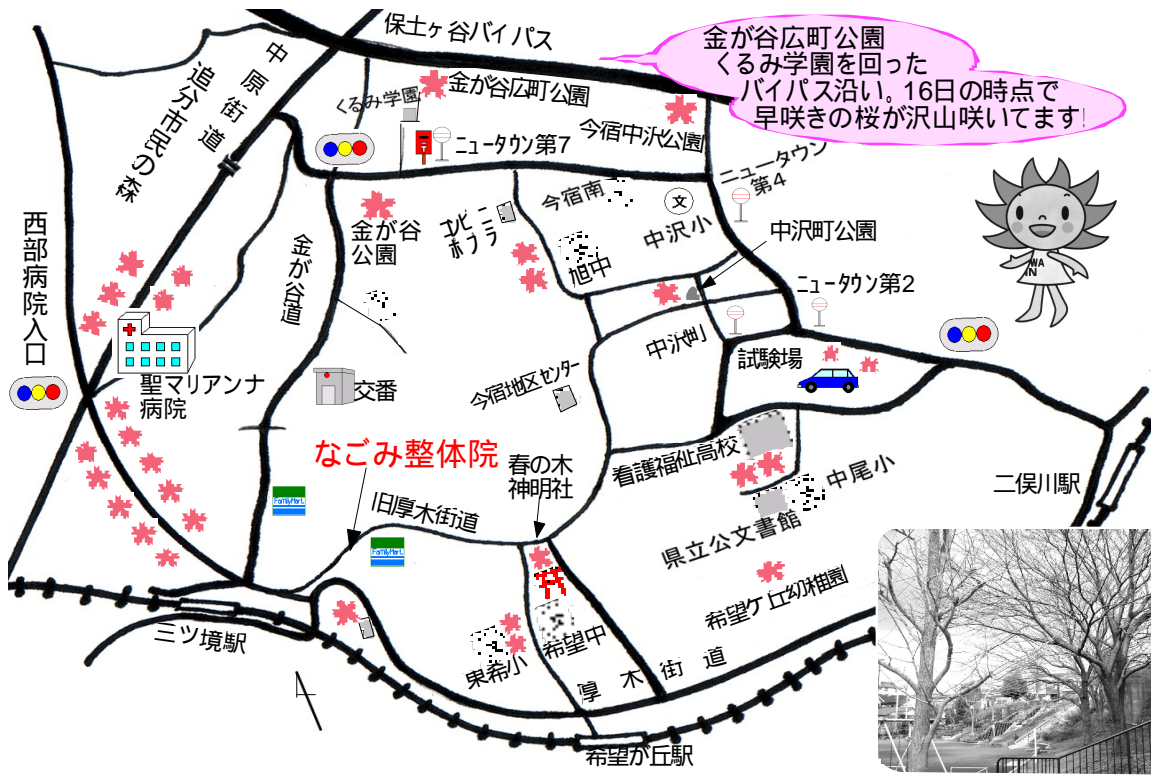 保土ヶ谷バイパス
金が谷広町公園
くるみ学園を回った
バイパス沿い。16日の時点で
早咲きの桜が沢山咲いてます!
中原街道
追分市民の森
くるみ学園
金が谷広町公園
今宿中沢公園
ニュータウン第7
ニュータウン
第4
今宿南
文
中沢小
西部病院入口
金が谷道
金が谷
公園
コンビニ
ポプラ
旭中
中沢町公園
ニュータウン第2
中沢町
試験場
聖マリアンナ
病院
交番
今宿地区センター
なごみ整体院
春の木
神明社
看護福祉高校
中尾小
二俣川駅
FamilyMart
旧厚木街道
FamilyMart
県立公文書館
希望ケ丘幼稚園
三ツ境駅
東希小
希望中
厚木街道
希望が丘駅